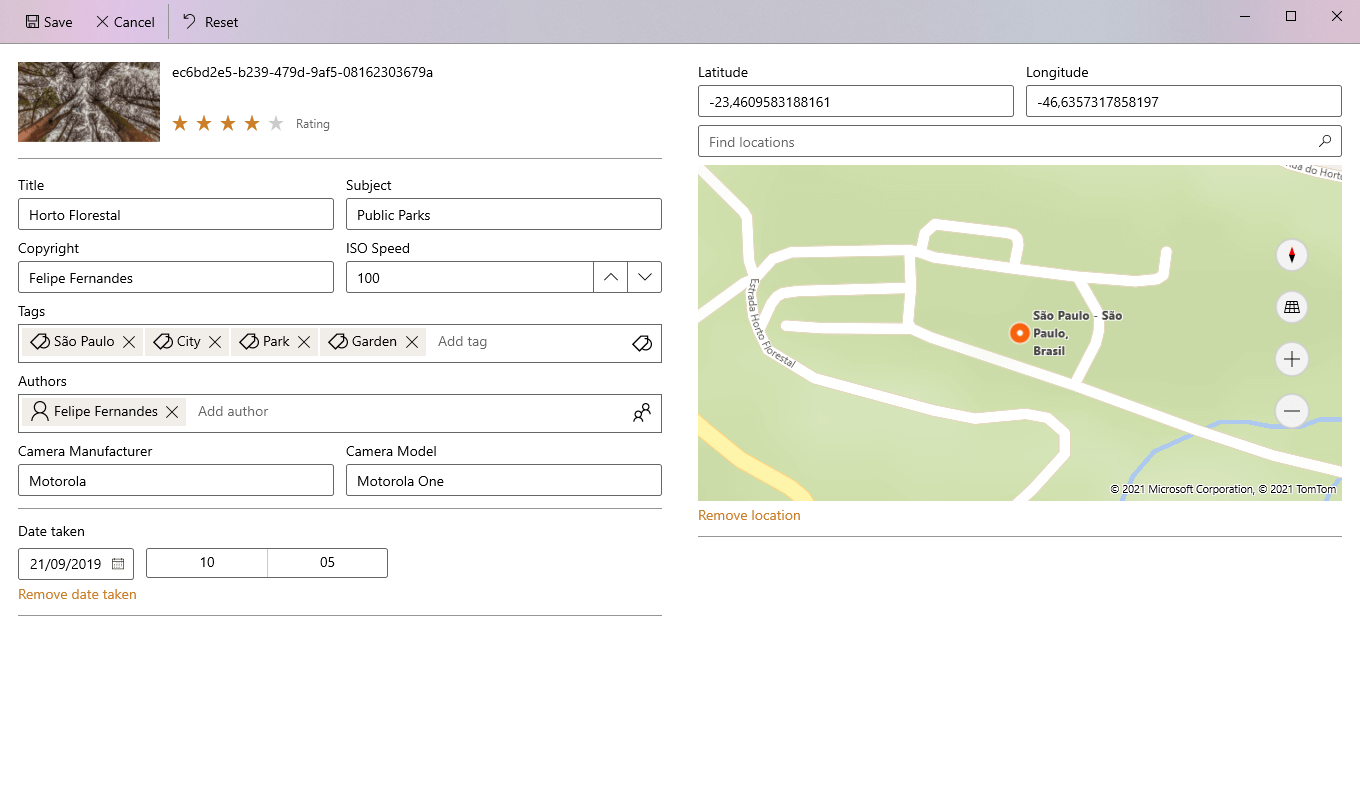 Save Cancel Reset
ec6bd2e5-b239-479d-9af5-08162303679a
Rating
Title Subject
Horto Florestal Public Parks
Copyright ISO Speed
Felipe Fernandes 100
Tags
São Paulo City Park Garden Add tag
Authors
Felipe Fernandes Add author
Camera Manufacturer Camera Model
Motorola Motorola One
Date taken
21/09/2019 10 05
Remove date taken
Latitude Longitude
-23,4609583188161 -46,6357317858197
Find locations
do Horto
Estrada Horto Florestal
São Paulo - São
Paulo,
Brasil
© 2021 Microsoft Corporation, © 2021 TomTom
Remove location